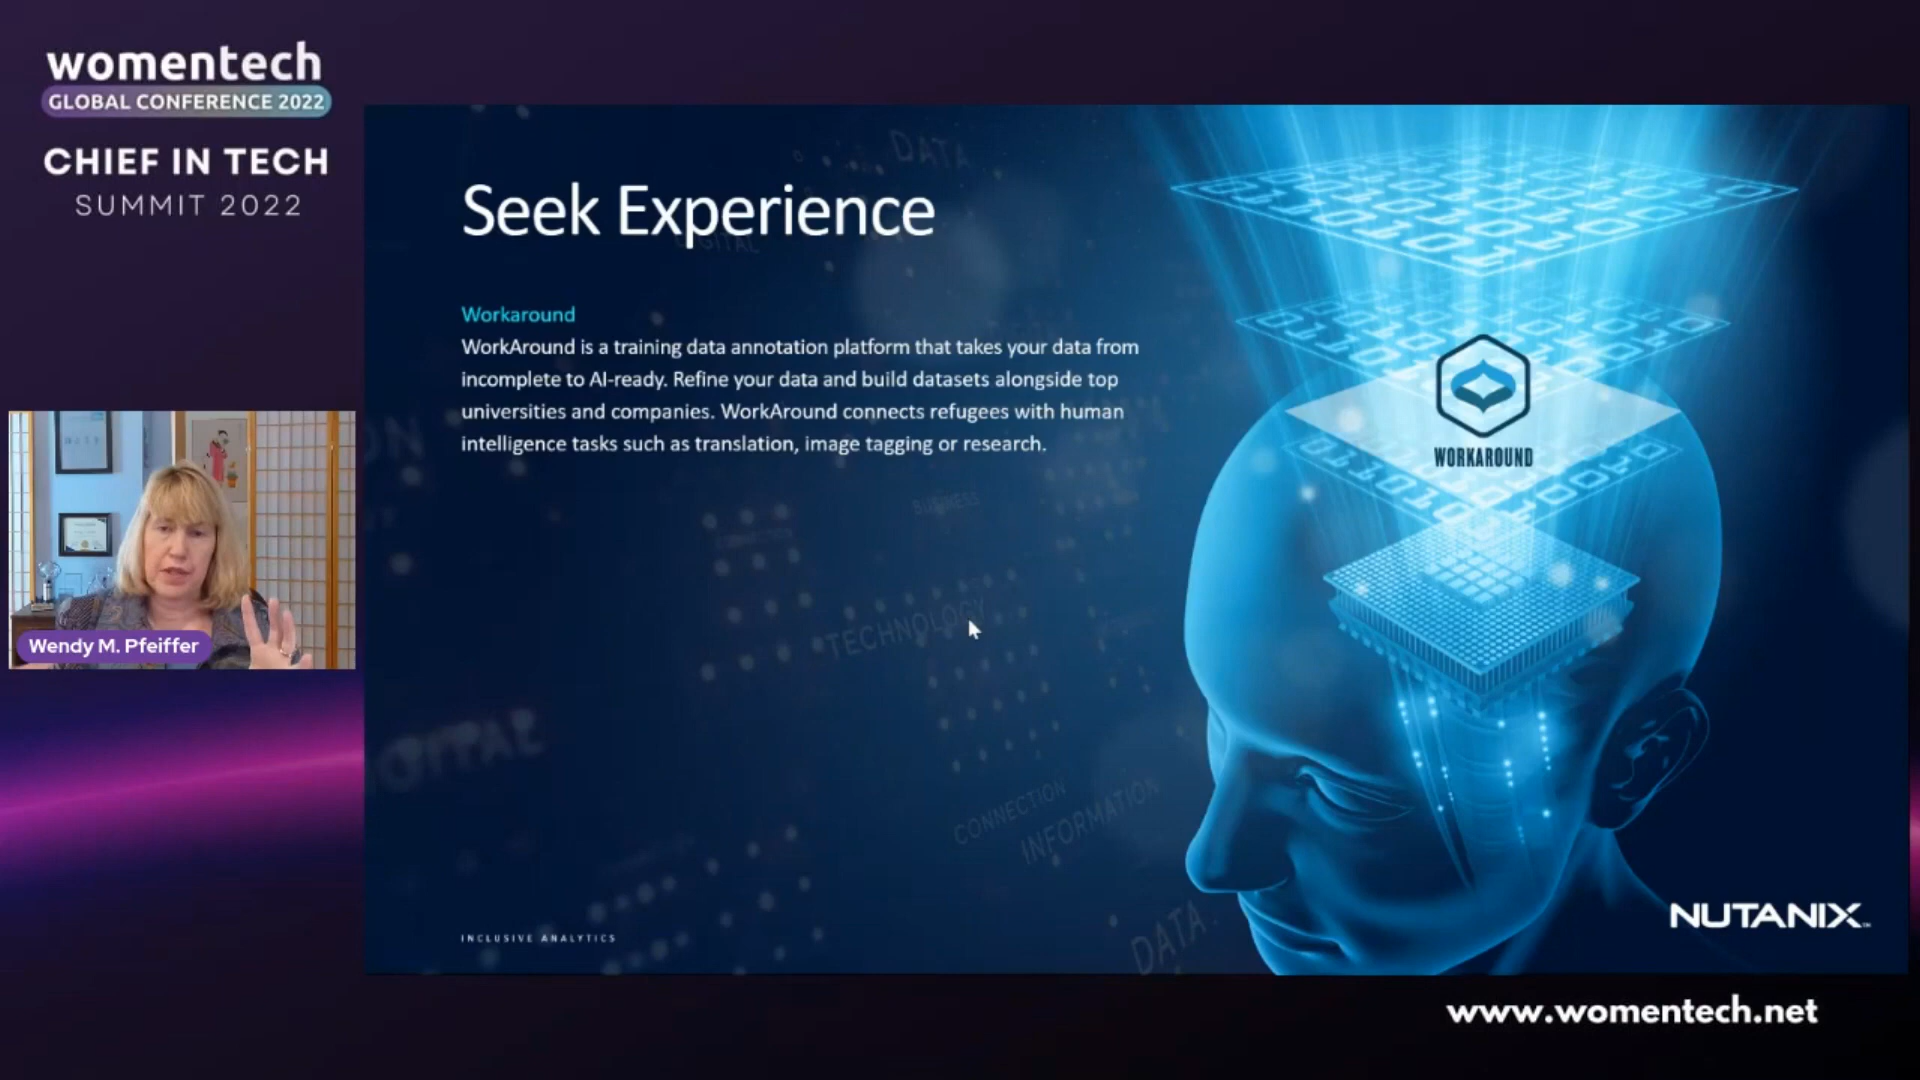 womentech
GLOBAL CONFERENCE 2022
CHIEF IN TECH
SUMMIT 2022
Wendy M. Pfeiffer
Seek Experience
Workaround
WorkAround is a training data annotation platform that takes your data from
incomplete to AI-ready. Refine your data and build datasets alongside top
universities and companies. WorkAround connects refugees with human
intelligence tasks such as translation, image tagging or research.
DATA
DIGITAL
BUSINESS
TECHNOLOGY
CONNECTION
INFORMATION
DATA
WORKAROUND
INCLUSIVE ANALYTICS
NUTANIX
www.womentech.net